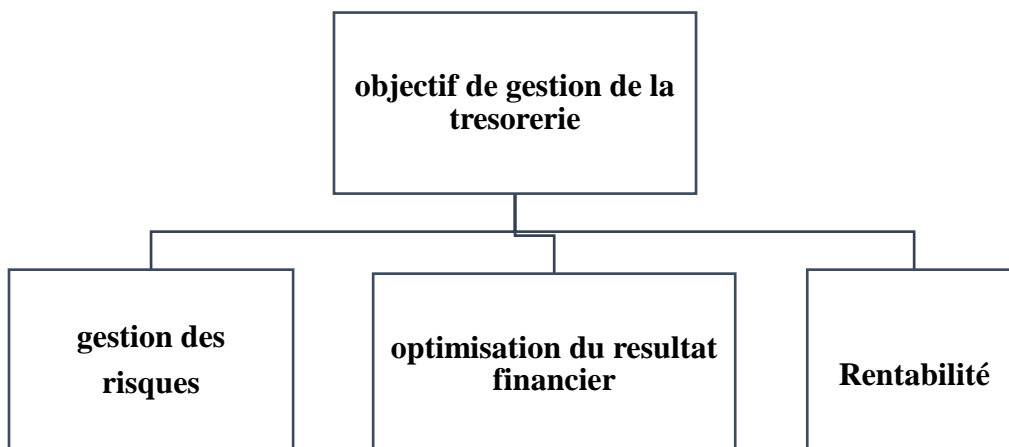 objectif de gestion de la
tresorerie
gestion des
risques
optimisation du resultat
financier
Rentabilité